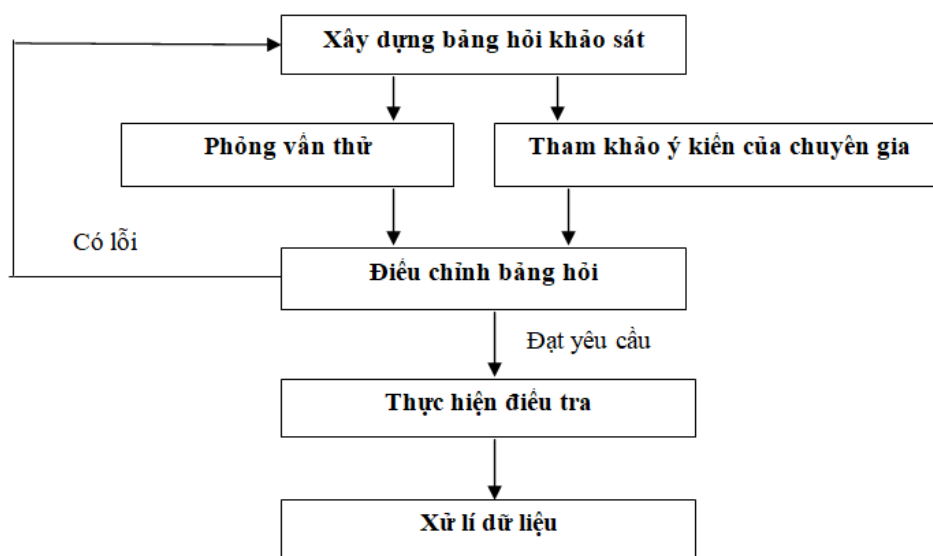 Xây dựng bảng hỏi khảo sát
Phỏng vấn thử
Tham khảo ý kiến của chuyên gia
Có lỗi
Điều chỉnh bảng hỏi
Đạt yêu cầu
Thực hiện điều tra
Xử lí dữ liệu